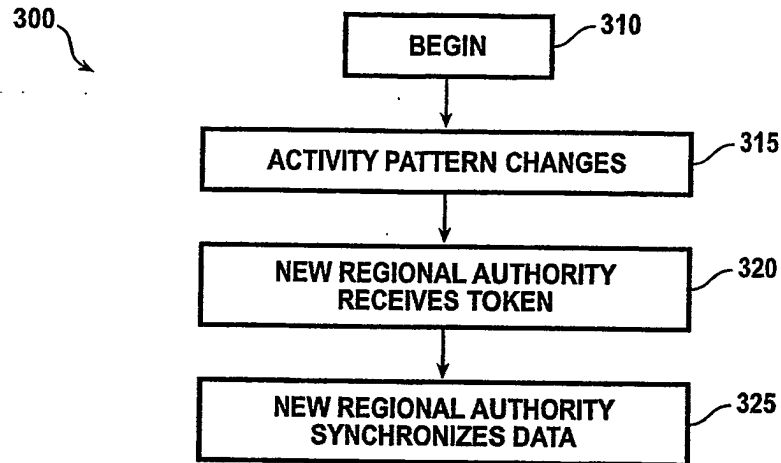 300
BEGIN
310
ACTIVITY PATTERN CHANGES
315
NEW REGIONAL AUTHORITY
RECEIVES TOKEN
320
NEW REGIONAL AUTHORITY
SYNCHRONIZES DATA
325